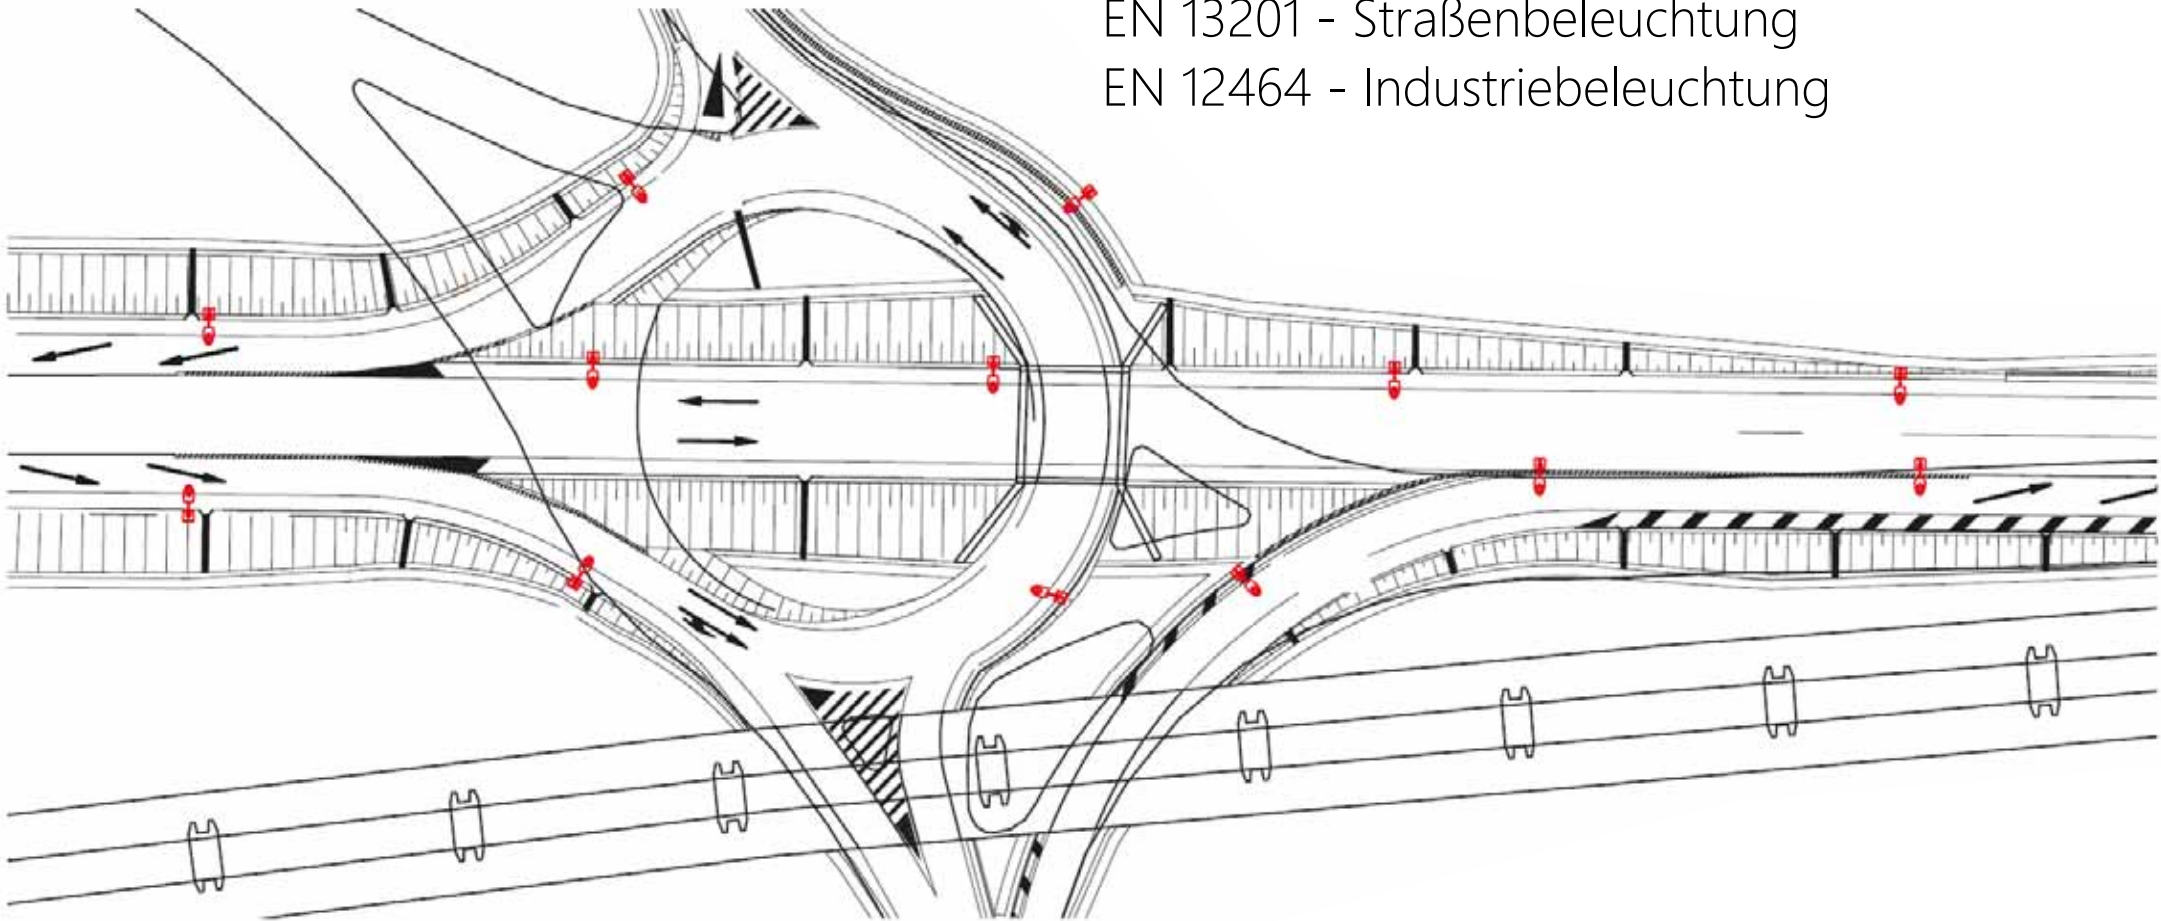 EN 13201 - Straßenbeleuchtung
EN 12464 - Industriebeleuchtung